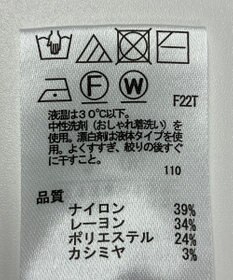 F W F22T
液温は30℃以下。
中性洗剤(おしゃれ着洗い)を
使用。漂白剤は液体タイプを使
用。よくすすぎ、絞りの後すぐ
に干すこと。
110
品質
ナイロン 39%
レーヨン 34%
ポリエステル 24%
カシミヤ 3%